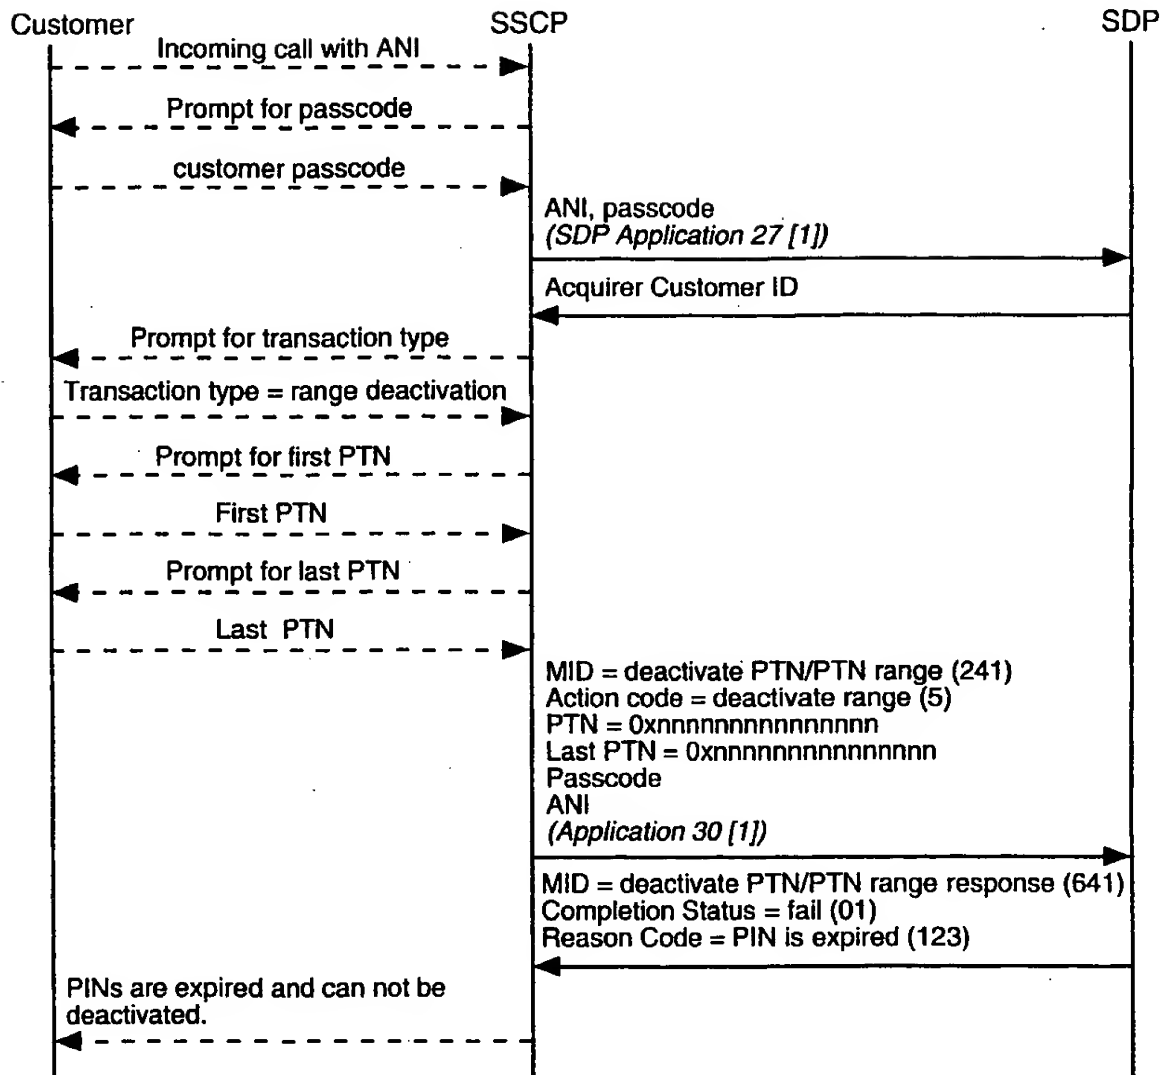 Customer
SSCP
SDP
Incoming call with ANI
Prompt for passcode
customer passcode
ANI, passcode
(SDP Application 27 [1])
Acquirer Customer ID
Prompt for transaction type
Transaction type = range deactivation
Prompt for first PTN
First PTN
Prompt for last PTN
Last PTN
MID = deactivate PTN/PTN range (241)
Action code = deactivate range (5)
PTN = 0xnnnnnnnnnnnnnnnn
Last PTN = 0xnnnnnnnnnnnnnnnn
Passcode
ANI
(Application 30 [1])
MID = deactivate PTN/PTN range response (641)
Completion Status = fail (01)
Reason Code = PIN is expired (123)
PINs are expired and can not be
deactivated.